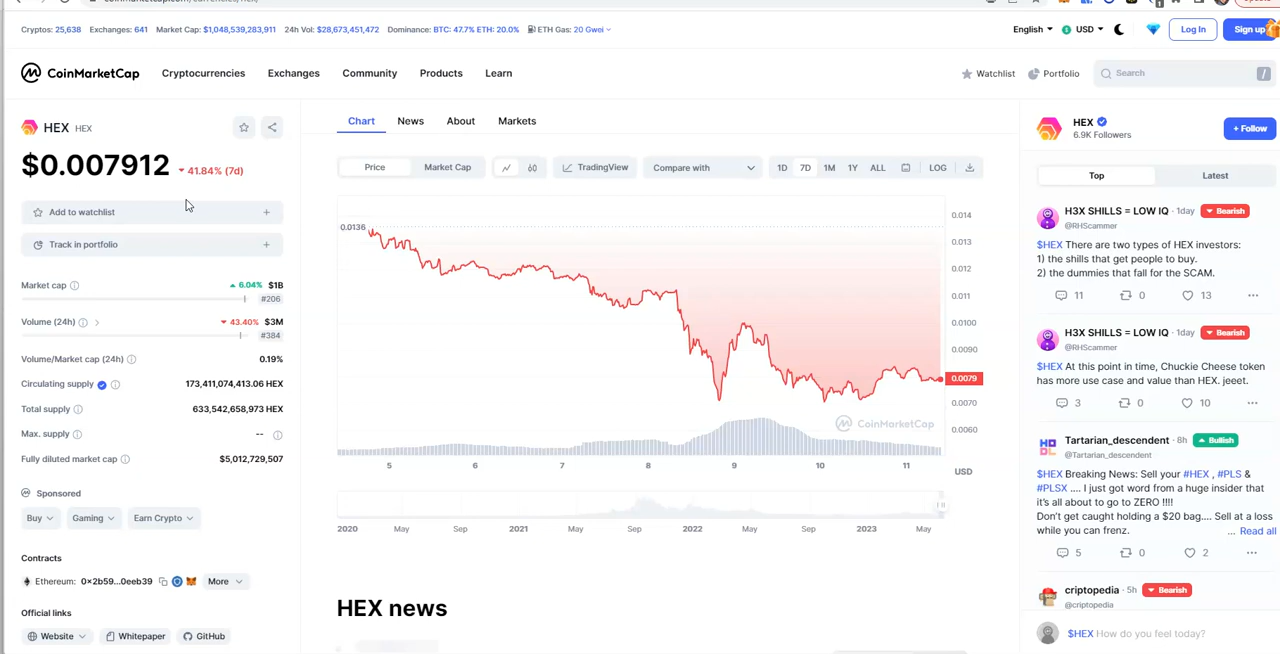 coinmarketcap.com/currencies/hex/
Cryptos: 25,638 Exchanges: 641 Market Cap: $1,048,539,283,911 24h Vol: $28,673,451,472 Dominance: BTC: 47.7% ETH: 20.0% ETH Gas: 20 Gwei
English USD Log In Sign up
CoinMarketCap Cryptocurrencies Exchanges Community Products Learn
Watchlist Portfolio Search /
HEX HEX
$0.007912 41.84% (7d)
Add to watchlist +
Track in portfolio +
Market cap 6.04% $1B
#206
Volume (24h) 43.40% $3M
#384
Volume/Market cap (24h) 0.19%
Circulating supply 173,411,074,413.06 HEX
Total supply 633,542,658,973 HEX
Max. supply --
Fully diluted market cap $5,012,729,507
Sponsored
Buy Gaming Earn Crypto
Contracts
Ethereum: 0x2b59...0eeb39 More
Official links
Website Whitepaper GitHub
Chart News About Markets
Price Market Cap TradingView Compare with 1D 7D 1M 1Y ALL LOG
0.0136
0.014
0.013
0.012
0.011
0.0100
0.0090
0.0079
0.0070
0.0060
CoinMarketCap
5 6 7 8 9 10 11 USD
2020 May Sep 2021 May Sep 2022 May Sep 2023 May
HEX news
HEX
6.9K Followers
+ Follow
Top Latest
H3X SHILLS = LOW IQ · 1day Bearish
@RHScammer
$HEX There are two types of HEX investors:
1) the shills that get people to buy.
2) the dummies that fall for the SCAM.
11 0 13 ...
H3X SHILLS = LOW IQ · 1day Bearish
@RHScammer
$HEX At this point in time, Chuckie Cheese token
has more use case and value than HEX. jeeet.
3 0 10 ...
Tartarian_descendent · 8h Bullish
@Tartarian_descendent
$HEX Breaking News: Sell your #HEX , #PLS &
#PLSX .... I just got word from a huge insider that
it's all about to go to ZERO !!!!
Don't get caught holding a $20 bag.... Sell at a loss
while you can frenz. ... Read all
5 0 2 ...
criptopedia · 5h Bearish
@criptopedia
$HEX How do you feel today?